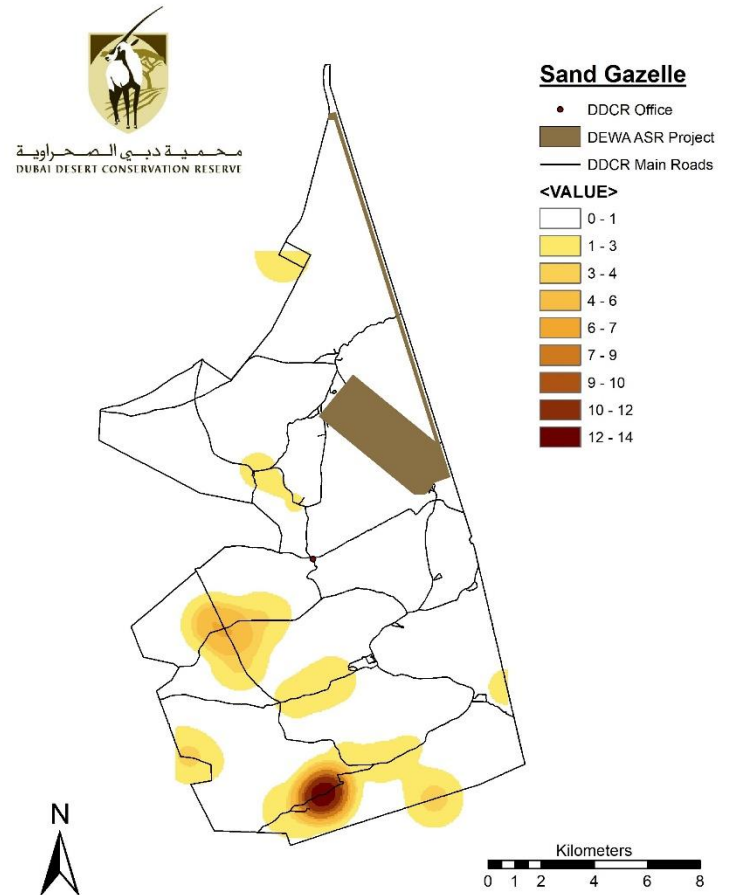 محمية دبي الصحراوية
DUBAI DESERT CONSERVATION RESERVE
Sand Gazelle
DDCR Office
DEWA ASR Project
DDCR Main Roads
<VALUE>
0 - 1
1 - 3
3 - 4
4 - 6
6 - 7
7 - 9
9 - 10
10 - 12
12 - 14
N
Kilometers
0 1 2 4 6 8